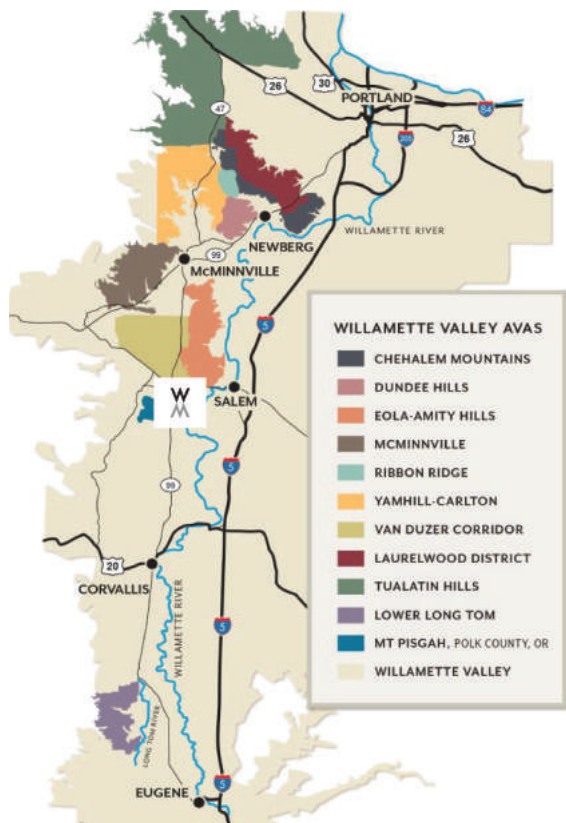 26
30
PORTLAND
84
47
205
26
NEWBERG
WILLAMETTE RIVER
99
McMINNVILLE
5
WILLAMETTE VALLEY AVAS
CHEHALEM MOUNTAINS
DUNDEE HILLS
EOLA-AMITY HILLS
MCMINNVILLE
RIBBON RIDGE
YAMHILL-CARLTON
VAN DUZER CORRIDOR
LAURELWOOD DISTRICT
TUALATIN HILLS
LOWER LONG TOM
MT PISGAH, POLK COUNTY, OR
WILLAMETTE VALLEY
W
M
SALEM
5
99
20
CORVALLIS
WILLAMETTE RIVER
5
LONG TOM RIVER
5
EUGENE